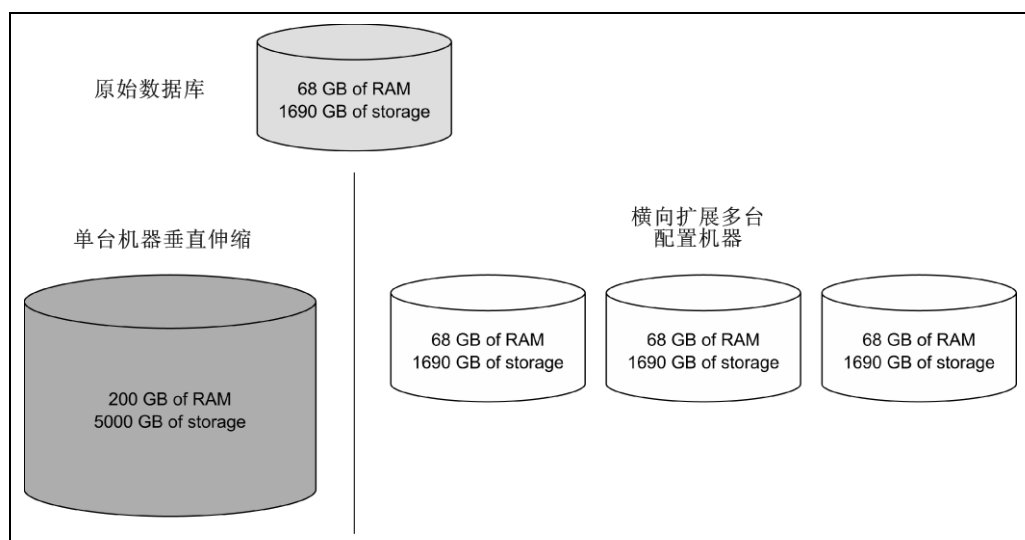 原始数据库
68 GB of RAM
1690 GB of storage
单台机器垂直伸缩
200 GB of RAM
5000 GB of storage
横向扩展多台
配置机器
68 GB of RAM
1690 GB of storage
68 GB of RAM
1690 GB of storage
68 GB of RAM
1690 GB of storage